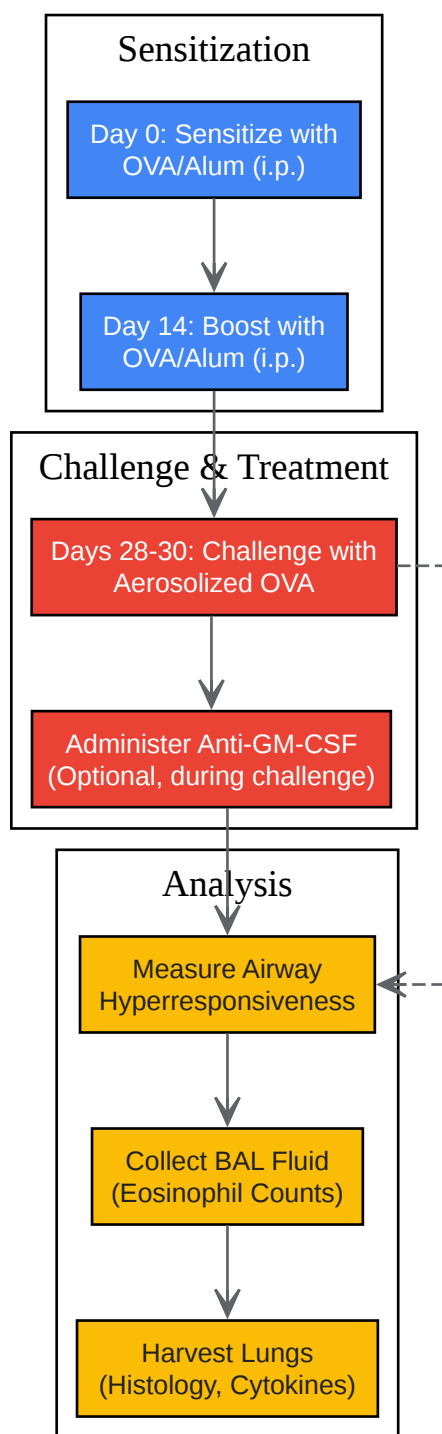 Sensitization
Day 0: Sensitize with
OVA/Alum (i.p.)
Day 14: Boost with
OVA/Alum (i.p.)
Challenge & Treatment
Days 28-30: Challenge with
Aerosolized OVA
Administer Anti-GM-CSF
(Optional, during challenge)
Analysis
Measure Airway
Hyperresponsiveness
Collect BAL Fluid
(Eosinophil Counts)
Harvest Lungs
(Histology, Cytokines)